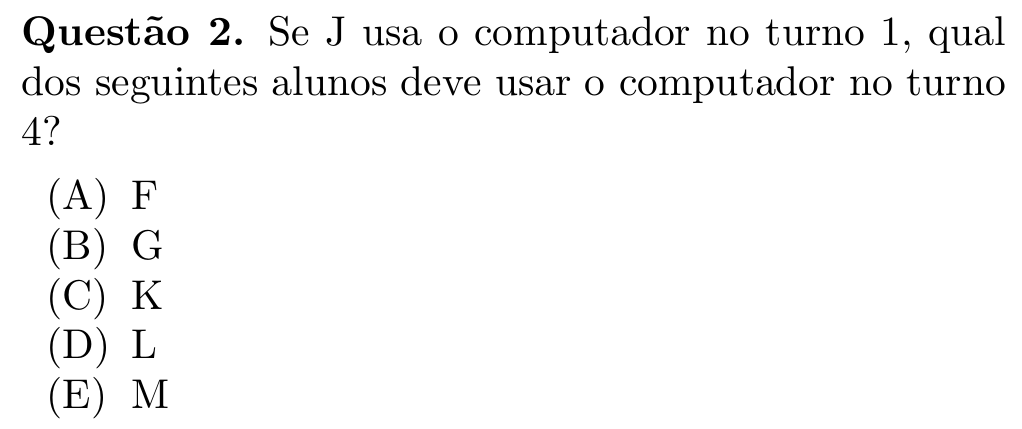 Questão 2. Se J usa o computador no turno 1, qual
dos seguintes alunos deve usar o computador no turno
4?
(A) F
(B) G
(C) K
(D) L
(E) M